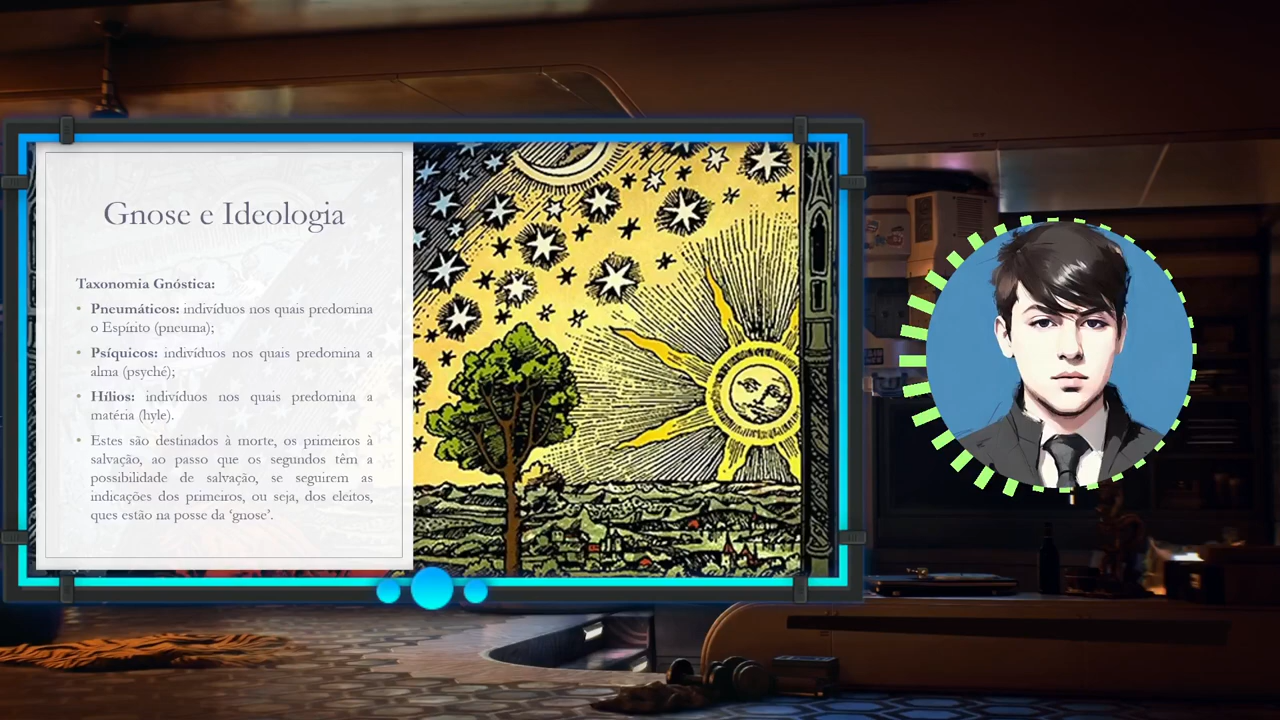 Gnose e Ideologia
Taxonomia Gnóstica:
• Pneumáticos: indivíduos nos quais predomina
o Espírito (pneuma);
• Psíquicos: indivíduos nos quais predomina a
alma (psyché);
• Hílios: indivíduos nos quais predomina a
matéria (hyle).
• Estes são destinados à morte, os primeiros à
salvação, ao passo que os segundos têm a
possibilidade de salvação, se seguirem as
indicações dos primeiros, ou seja, dos eleitos,
ques estão na posse da ‘gnose’.